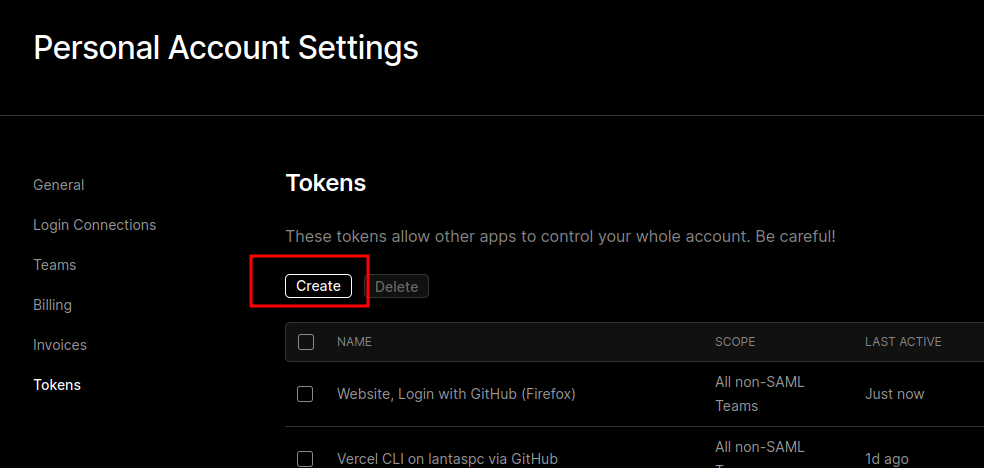 Personal Account Settings
General
Login Connections
Teams
Billing
Invoices
Tokens
Tokens
These tokens allow other apps to control your whole account. Be careful!
Create Delete
NAME SCOPE LAST ACTIVE
Website, Login with GitHub (Firefox) All non-SAML Teams Just now
Vercel CLI on lantaspc via GitHub All non-SAML 1d ago